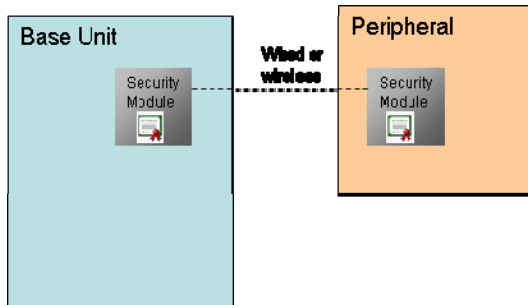 Base Unit
Peripheral
Wired or
wireless
Security
Module
Security
Module